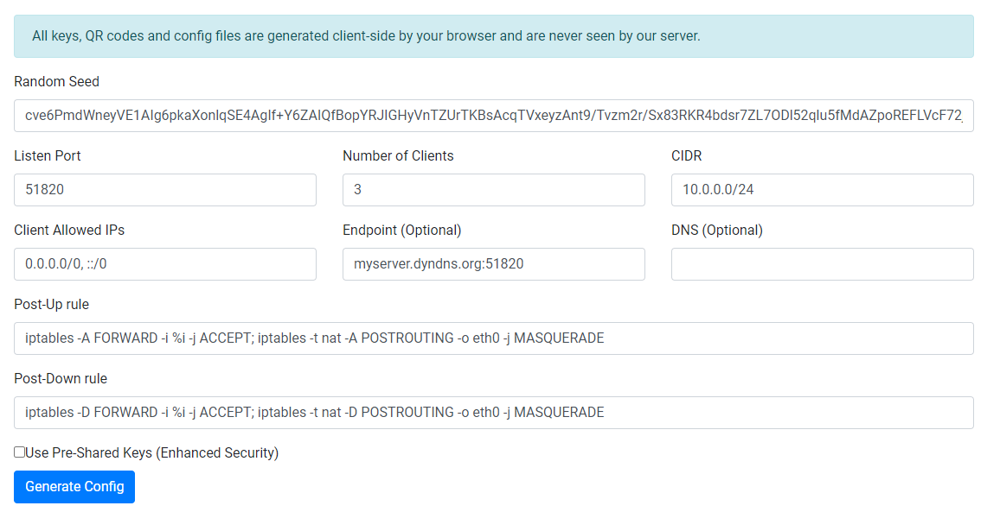 All keys, QR codes and config files are generated client-side by your browser and are never seen by our server.
Random Seed
cve6PmdWneyVE1AIg6pkaXonIqSE4AgIf+Y6ZAIQfBopYRJIGHyVnTZUrTKBsAcqTVxeyzAnt9/Tvzm2r/Sx83RKR4bdsr7ZL7ODI52qIu5fMdAZpoREFLVcF72
Listen Port
Number of Clients
CIDR
51820
3
10.0.0.0/24
Client Allowed IPs
Endpoint (Optional)
DNS (Optional)
0.0.0.0/0, ::/0
myserver.dyndns.org:51820
Post-Up rule
iptables -A FORWARD -i %i -j ACCEPT; iptables -t nat -A POSTROUTING -o eth0 -j MASQUERADE
Post-Down rule
iptables -D FORWARD -i %i -j ACCEPT; iptables -t nat -D POSTROUTING -o eth0 -j MASQUERADE
Use Pre-Shared Keys (Enhanced Security)
Generate Config